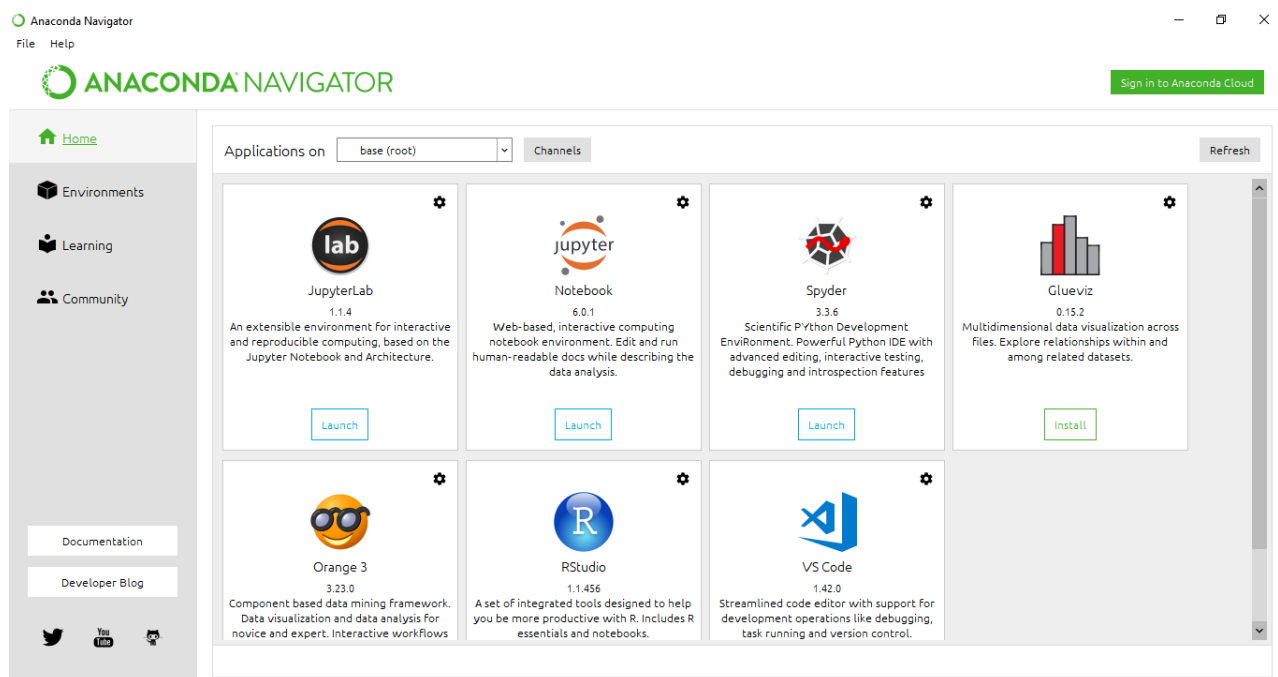 Anaconda Navigator
File Help
ANACONDA NAVIGATOR
Sign in to Anaconda Cloud
Home
Environments
Learning
Community
Documentation
Developer Blog
You
Tube
Applications on base (root) Channels Refresh
lab
JupyterLab
1.1.4
An extensible environment for interactive
and reproducible computing, based on the
Jupyter Notebook and Architecture.
Launch
jupyter
Notebook
6.0.1
Web-based, interactive computing
notebook environment. Edit and run
human-readable docs while describing the
data analysis.
Launch
Spyder
3.3.6
Scientific PYthon Development
EnviRonment. Powerful Python IDE with
advanced editing, interactive testing,
debugging and introspection features
Launch
Glueviz
0.15.2
Multidimensional data visualization across
files. Explore relationships within and
among related datasets.
Install
Orange 3
3.23.0
Component based data mining framework.
Data visualization and data analysis for
novice and expert. Interactive workflows
R
RStudio
1.1.456
A set of integrated tools designed to help
you be more productive with R. Includes R
essentials and notebooks.
VS Code
1.42.0
Streamlined code editor with support for
development operations like debugging,
task running and version control.